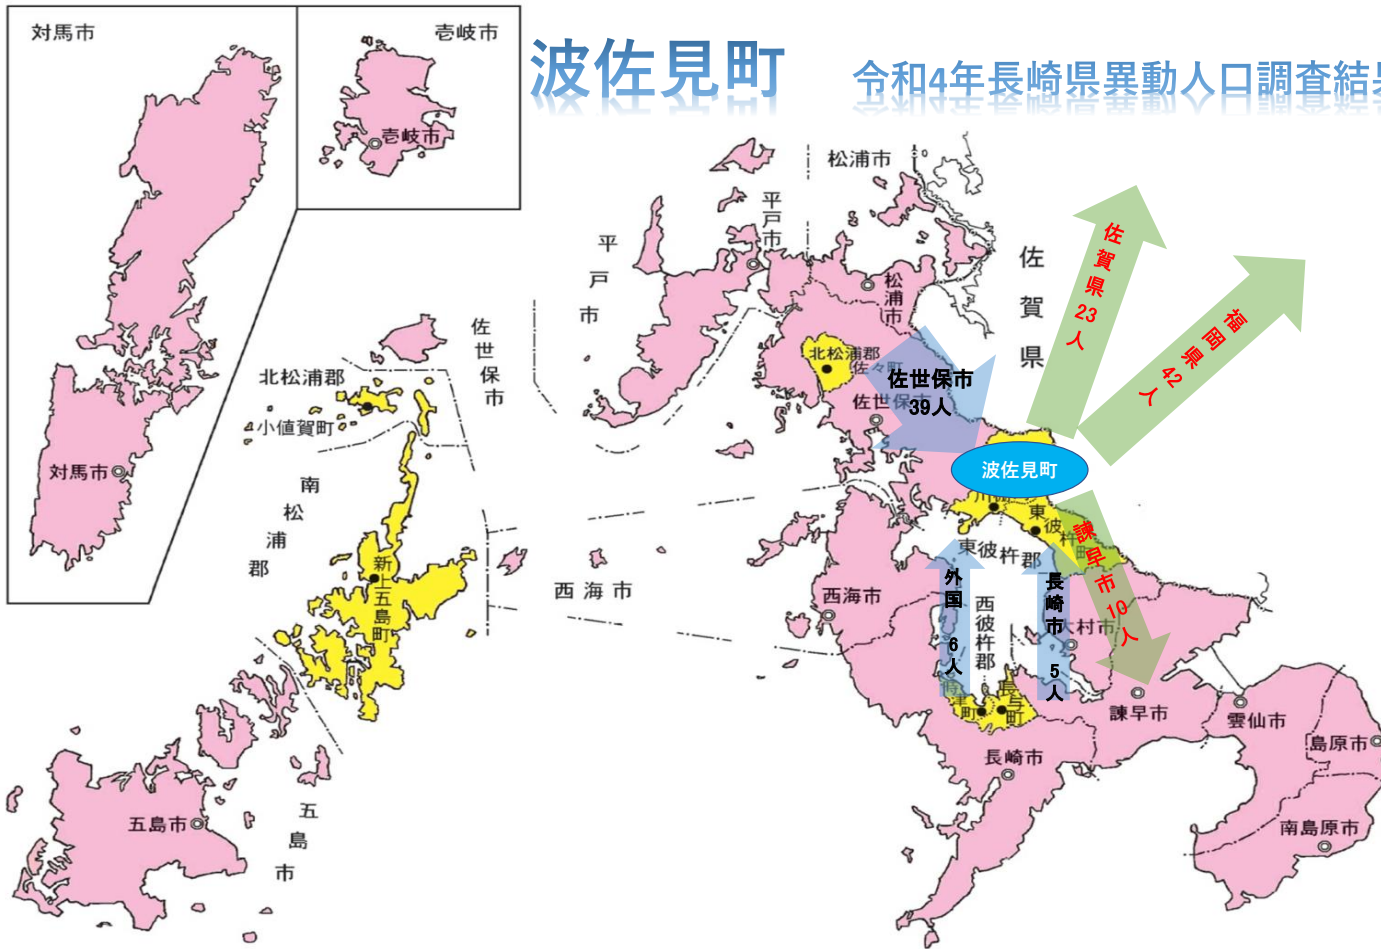 対馬市
壱岐市
壱岐市
対馬市
波佐見町
令和4年長崎県異動人口調査結果
松浦市
平戸市
平戸市
松浦市
佐賀県
佐賀県23人
福岡県42人
北松浦郡
佐々町
佐世保市
39人
佐世保市
波佐見町
佐世保市
北松浦郡
小値賀町
南松浦郡
新上五島町
西海市
西海市
川
東彼杵町
東彼杵郡
諫早市10人
外国 6人
長崎市 5人
西彼杵郡
大村市
時津町
長与町
諫早市
雲仙市
島原市
長崎市
南島原市
五島市
五島市